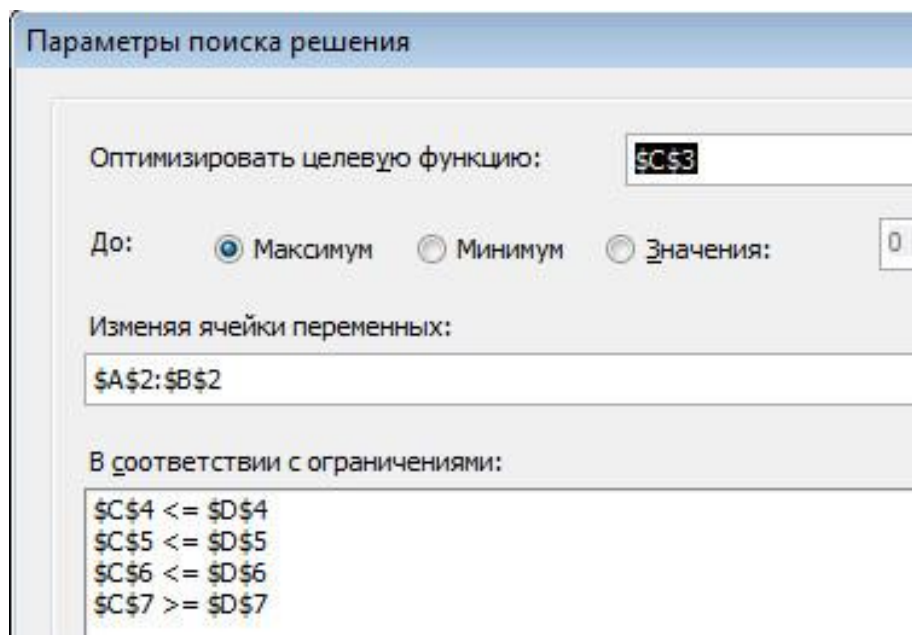 Параметры поиска решения
Оптимизировать целевую функцию: $C$3
До: Максимум Минимум Значения: 0
Изменяя ячейки переменных:
$A$2:$B$2
В соответствии с ограничениями:
$C$4 <= $D$4
$C$5 <= $D$5
$C$6 <= $D$6
$C$7 >= $D$7